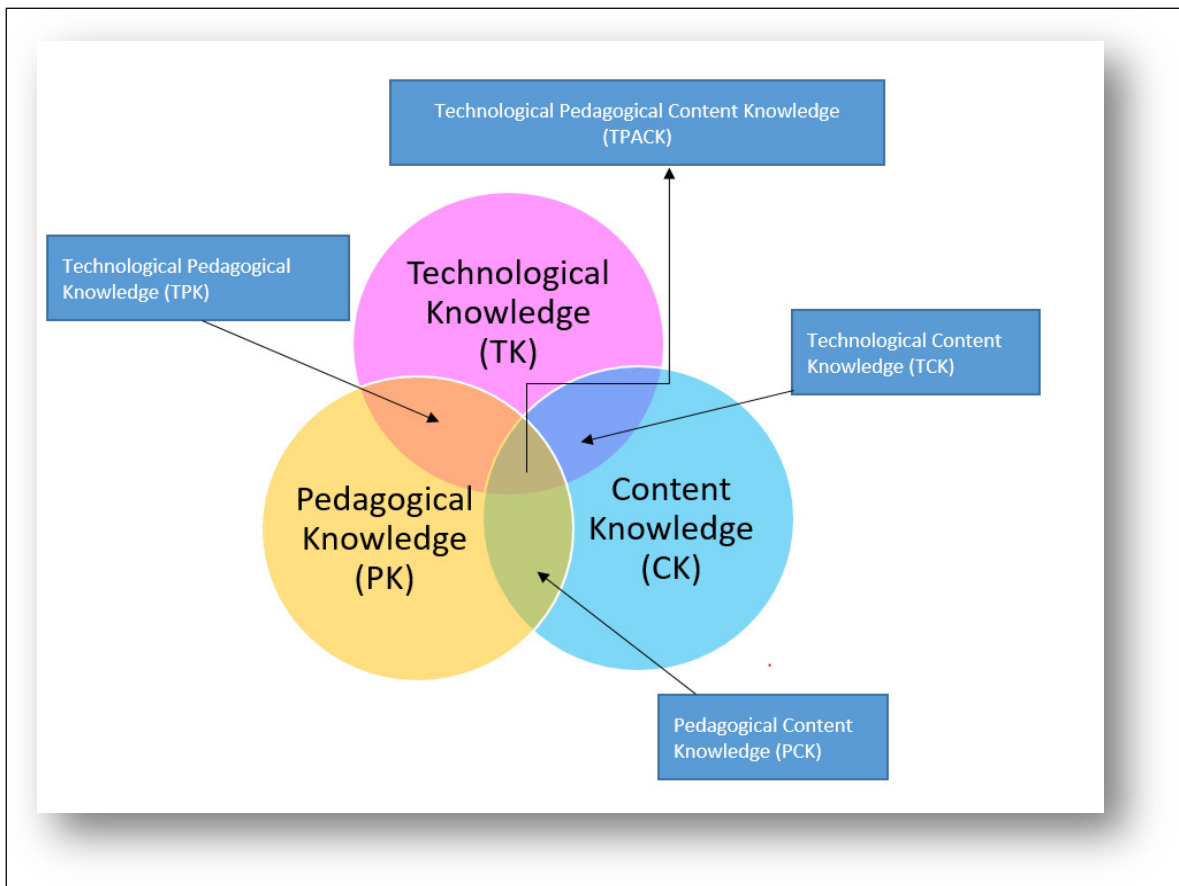 Technological Pedagogical Content Knowledge
(TPACK)
Technological Pedagogical
Knowledge (TPK)
Technological
Knowledge
(TK)
Technological Content
Knowledge (TCK)
Pedagogical
Knowledge
(PK)
Content
Knowledge
(CK)
Pedagogical Content
Knowledge (PCK)